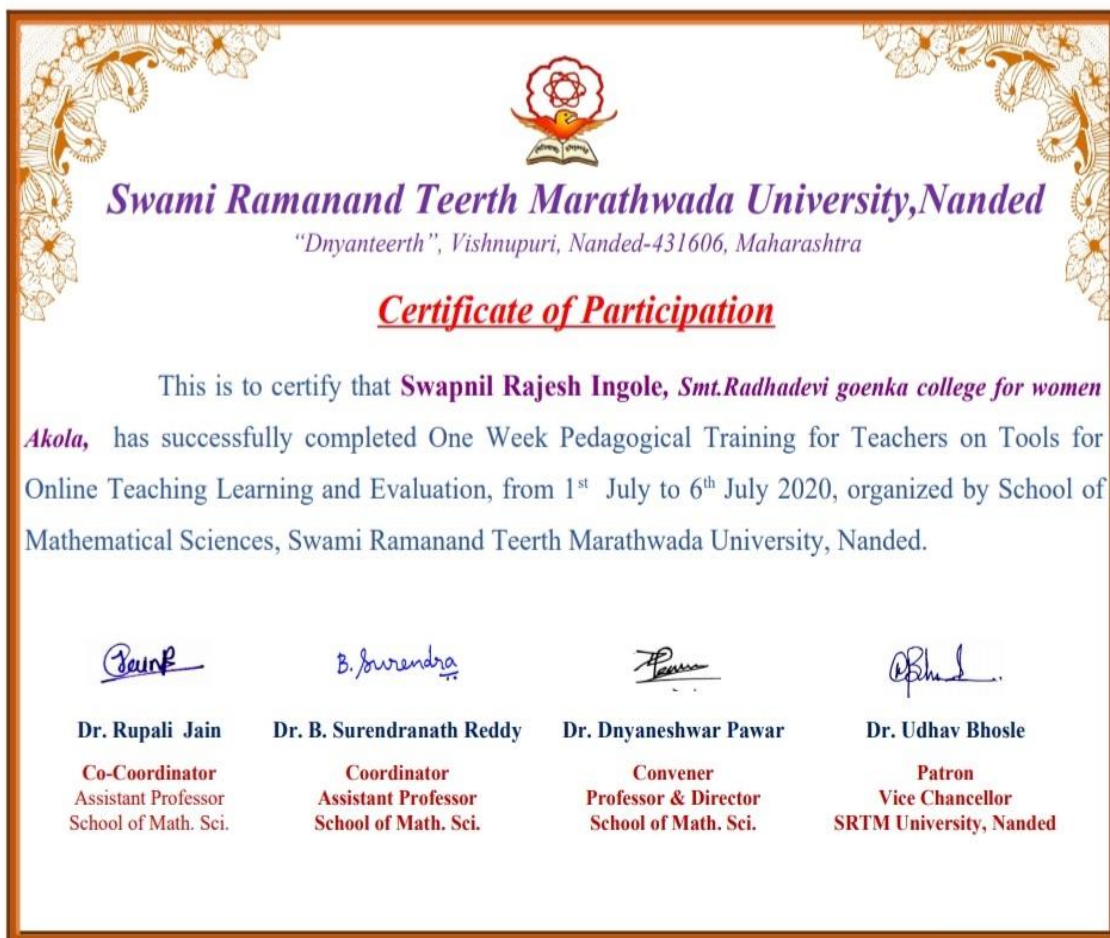 Swami Ramanand Teerth Marathwada University,Nanded
“Dnyanteerth”, Vishnupuri, Nanded-431606, Maharashtra
Certificate of Participation
This is to certify that Swapnil Rajesh Ingole, Smt.Radhadevi goenka college for women
Akola, has successfully completed One Week Pedagogical Training for Teachers on Tools for
Online Teaching Learning and Evaluation, from 1st July to 6th July 2020, organized by School of
Mathematical Sciences, Swami Ramanand Teerth Marathwada University, Nanded.
B. Surendra
Dr. Rupali Jain
Co-Coordinator
Assistant Professor
School of Math. Sci.
Dr. B. Surendranath Reddy
Coordinator
Assistant Professor
School of Math. Sci.
Dr. Dnyaneshwar Pawar
Convener
Professor & Director
School of Math. Sci.
Dr. Udhav Bhosle
Patron
Vice Chancellor
SRTM University, Nanded